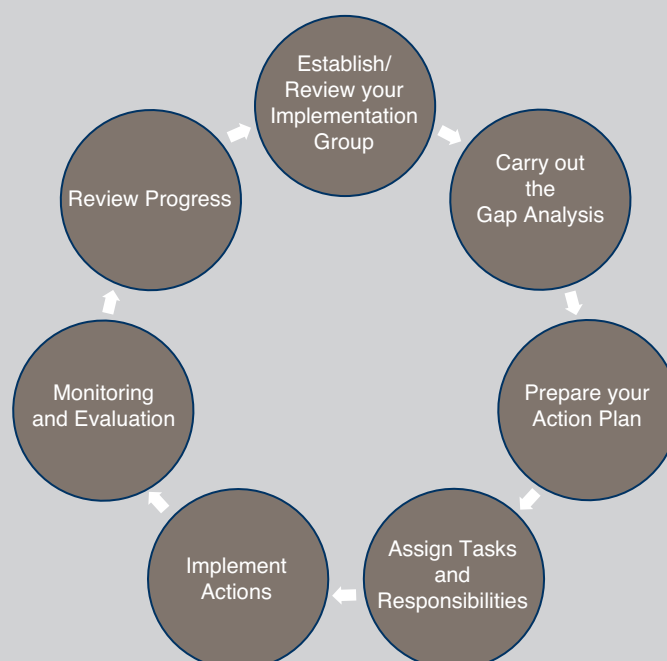 Establish/
Review your
Implementation
Group
Carry out
the
Gap Analysis
Prepare your
Action Plan
Assign Tasks
and
Responsibilities
Implement
Actions
Monitoring
and Evaluation
Review Progress